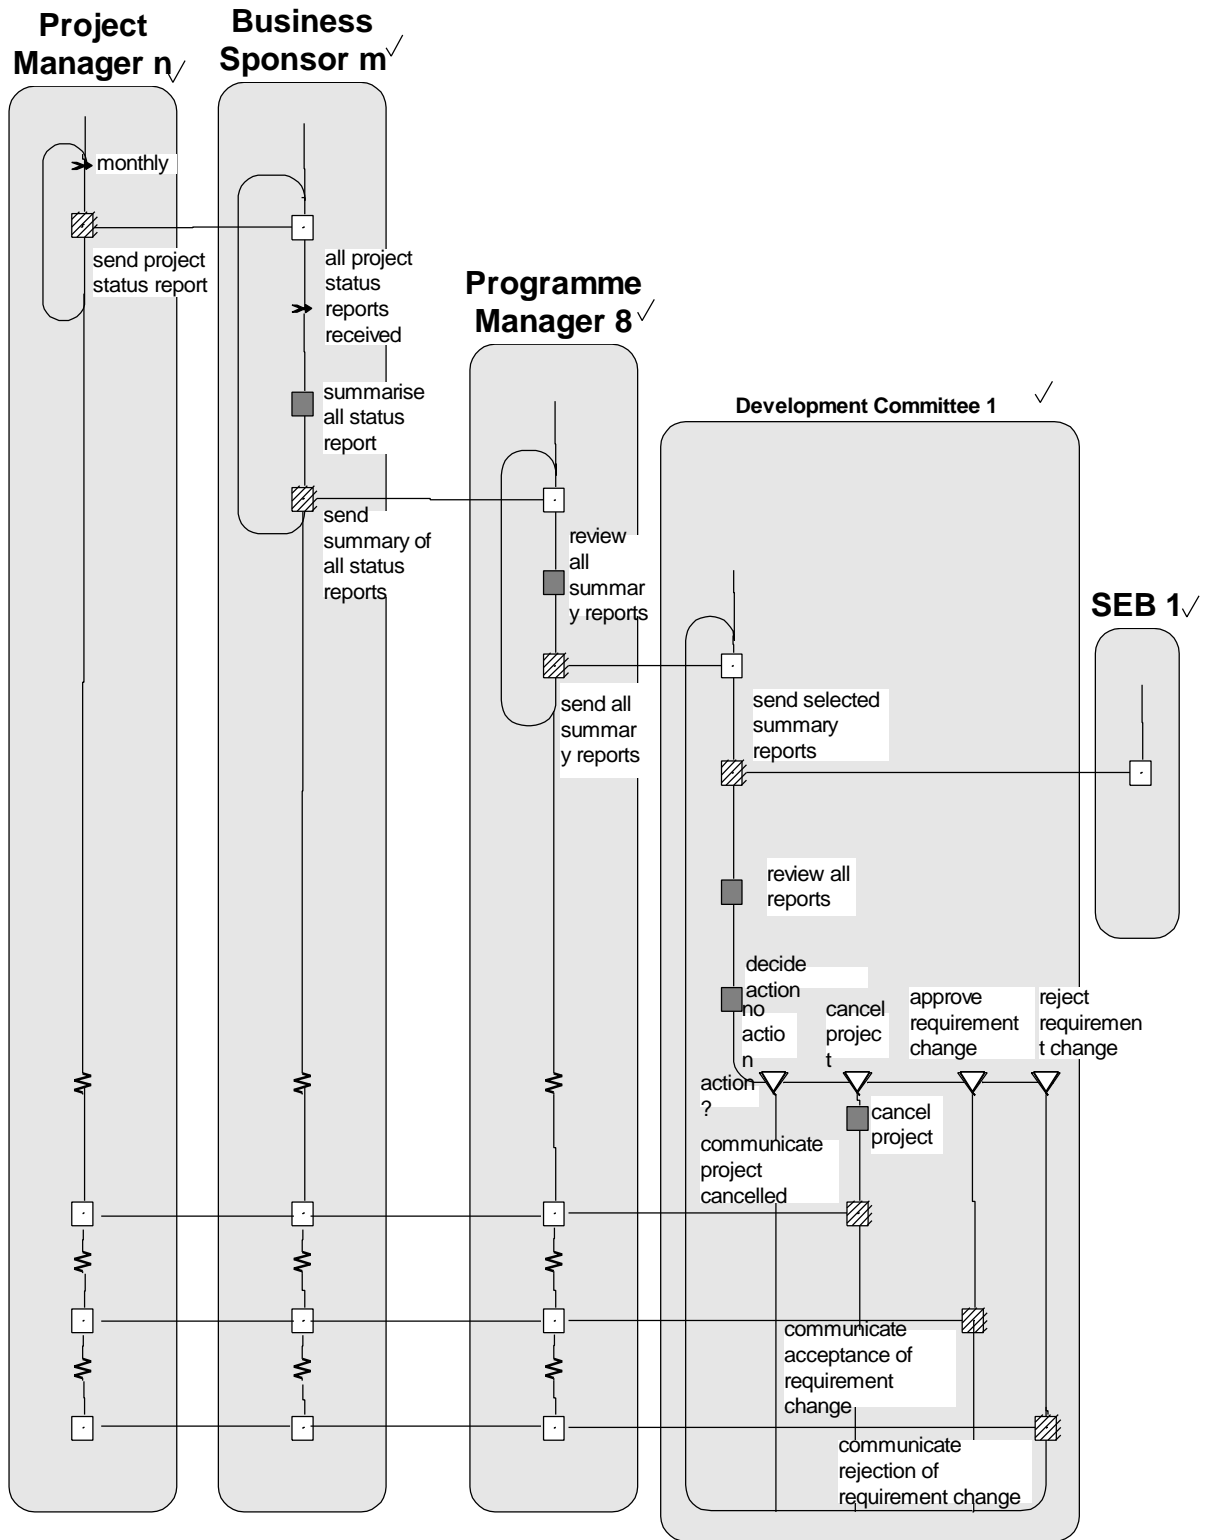 Project
Manager n
Business
Sponsor m
monthly
send project
status report
all project
status
reports
received
summarise
all status
report
send
summary of
all status
reports
Programme
Manager 8
review
all
summar
y reports
send all
summar
y reports
Development Committee 1
send selected
summary
reports
SEB 1
review all
reports
decide
action
no
actio
n
cancel
projec
t
approve
requirement
change
reject
requiremen
t change
action
?
cancel
project
communicate
project
cancelled
communicate
acceptance of
requirement
change
communicate
rejection of
requirement change